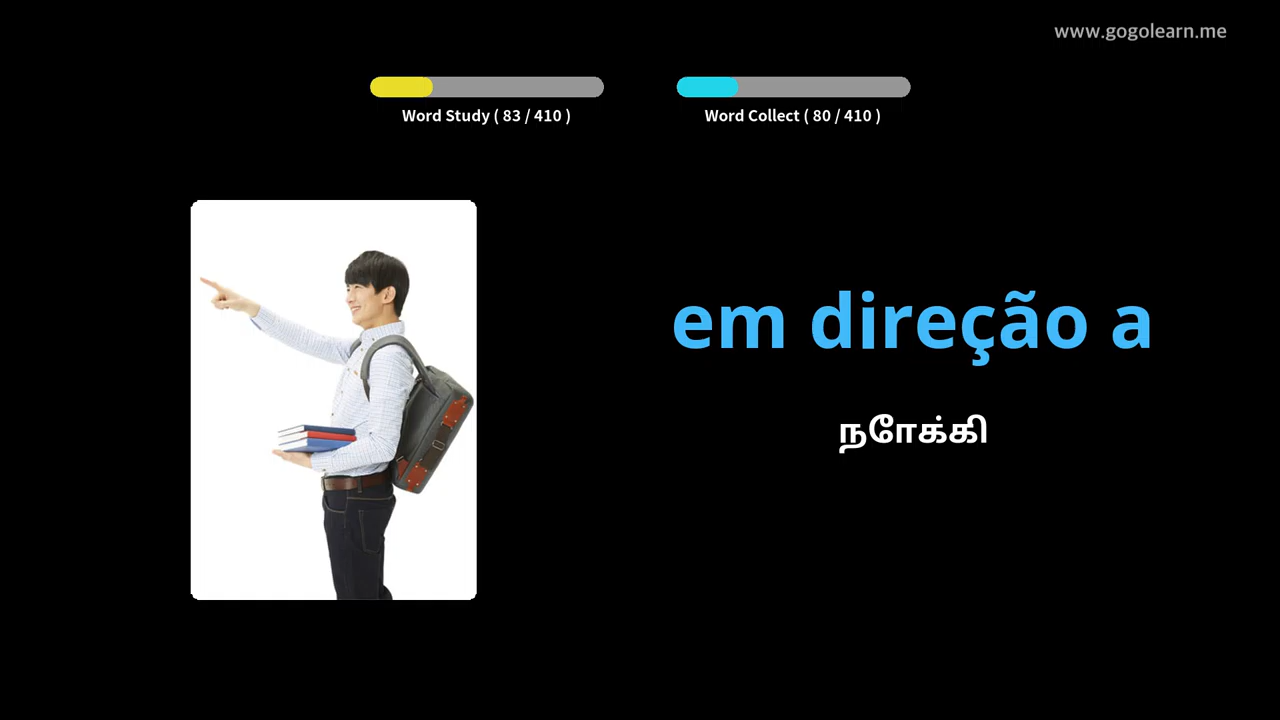 www.gogolearn.me
Word Study ( 83 / 410 )
Word Collect ( 80 / 410 )
em direção a
நோக்கி